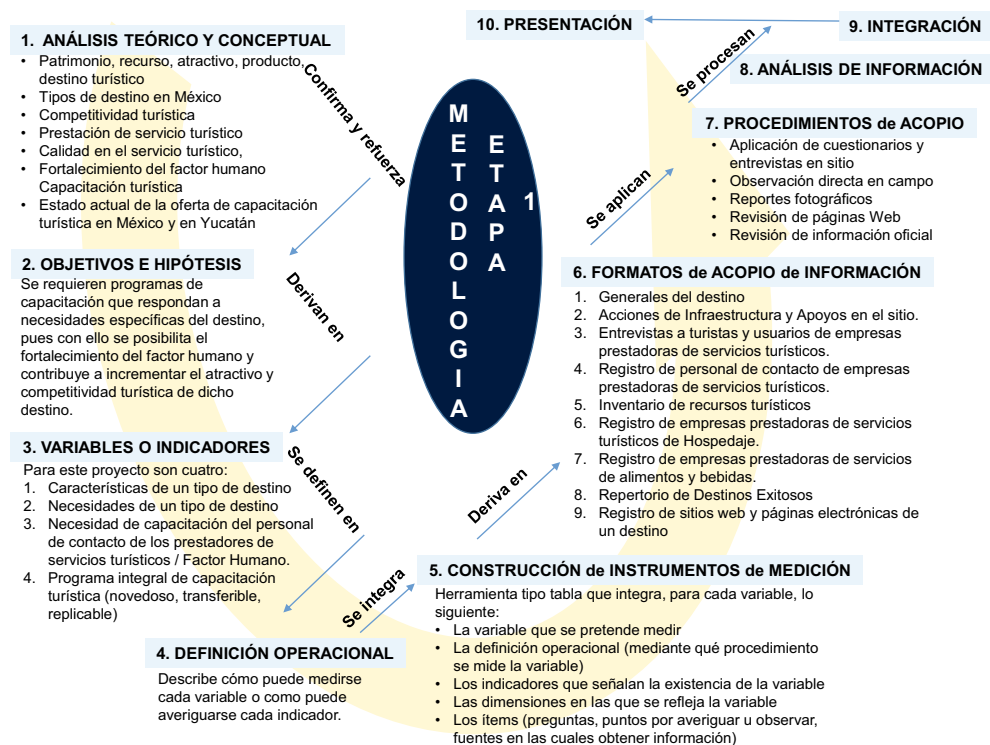 1. ANÁLISIS TEÓRICO Y CONCEPTUAL
• Patrimonio, recurso, atractivo, producto,
destino turístico
• Tipos de destino en México
• Competitividad turística
• Prestación de servicio turístico
• Calidad en el servicio turístico,
• Fortalecimiento del factor humano
Capacitación turística
• Estado actual de la oferta de capacitación
turística en México y en Yucatán
Confirma y refuerza
2. OBJETIVOS E HIPÓTESIS
Se requieren programas de
capacitación que respondan a
necesidades específicas del destino,
pues con ello se posibilita el
fortalecimiento del factor humano y
contribuye a incrementar el atractivo y
competitividad turística de dicho
destino.
Derivan en
3. VARIABLES O INDICADORES
Para este proyecto son cuatro:
1. Características de un tipo de destino
2. Necesidades de un tipo de destino
3. Necesidad de capacitación del personal
de contacto de los prestadores de
servicios turísticos / Factor Humano.
4. Programa integral de capacitación
turística (novedoso, transferible,
replicable)
Se definen en
4. DEFINICIÓN OPERACIONAL
Describe cómo puede medirse
cada variable o como puede
averiguarse cada indicador.
Se integra
METODOLOGIA
ETAPA
1
5. CONSTRUCCIÓN de INSTRUMENTOS de MEDICIÓN
Herramienta tipo tabla que integra, para cada variable, lo
siguiente:
• La variable que se pretende medir
• La definición operacional (mediante qué procedimiento
se mide la variable)
• Los indicadores que señalan la existencia de la variable
• Las dimensiones en las que se refleja la variable
• Los ítems (preguntas, puntos por averiguar u observar,
fuentes en las cuales obtener información)
Deriva en
6. FORMATOS de ACOPIO de INFORMACIÓN
1. Generales del destino
2. Acciones de Infraestructura y Apoyos en el sitio.
3. Entrevistas a turistas y usuarios de empresas
prestadoras de servicios turísticos.
4. Registro de personal de contacto de empresas
prestadoras de servicios turísticos.
5. Inventario de recursos turísticos
6. Registro de empresas prestadoras de servicios
turísticos de Hospedaje.
7. Registro de empresas prestadoras de servicios
de alimentos y bebidas.
8. Repertorio de Destinos Exitosos
9. Registro de sitios web y páginas electrónicas de
un destino
Se aplican
7. PROCEDIMIENTOS de ACOPIO
• Aplicación de cuestionarios y
entrevistas en sitio
• Observación directa en campo
• Reportes fotográficos
• Revisión de páginas Web
• Revisión de información oficial
Se procesan
8. ANÁLISIS DE INFORMACIÓN
9. INTEGRACIÓN
10. PRESENTACIÓN